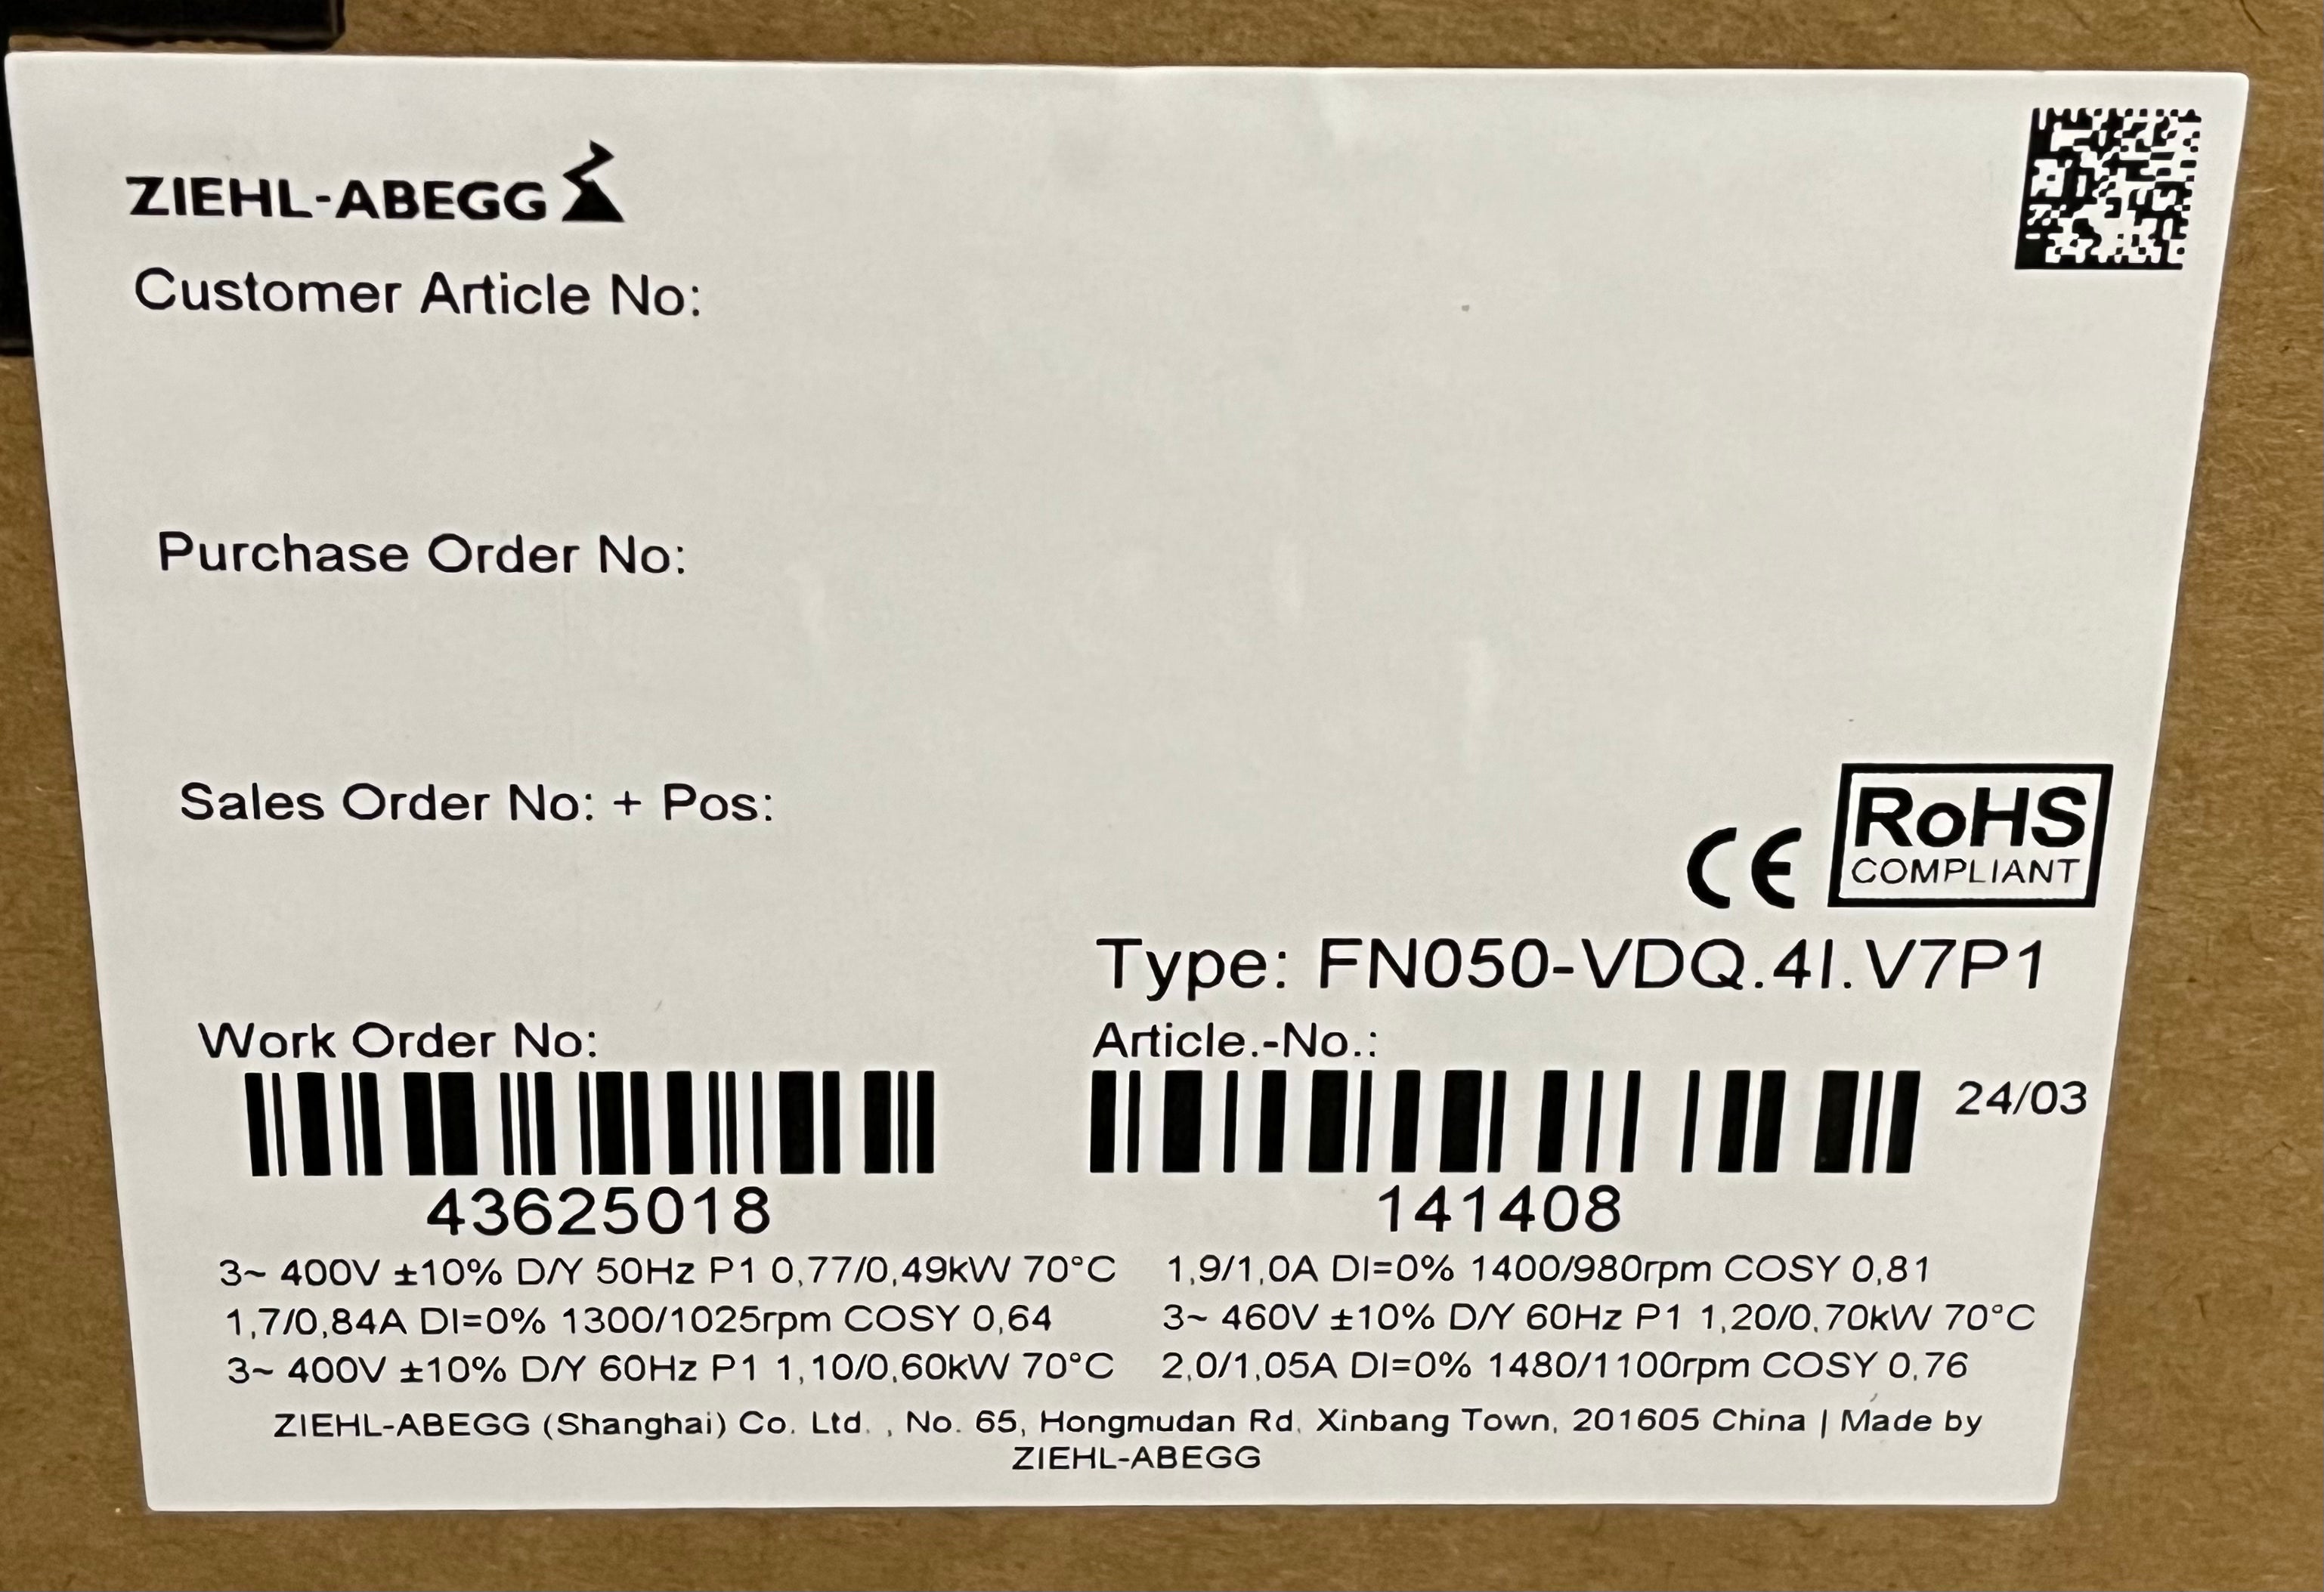 ZIEHL-ABEGG
Customer Article No:
Purchase Order No:
Sales Order No: + Pos:
CE
RoHS
COMPLIANT
Type: FN050-VDQ.4I.V7P1
Work Order No:
Article.-No.:
24/03
43625018
141408
3~ 400V ±10% D/Y 50Hz P1 0,77/0,49kW 70°C
1,7/0,84A DI=0% 1300/1025rpm COSY 0,64
3~ 400V ±10% D/Y 60Hz P1 1,10/0,60kW 70°C
1,9/1,0A DI=0% 1400/980rpm COSY 0,81
3~ 460V ±10% D/Y 60Hz P1 1,20/0,70kW 70°C
2,0/1,05A DI=0% 1480/1100rpm COSY 0,76
ZIEHL-ABEGG (Shanghai) Co. Ltd. , No. 65, Hongmudan Rd. Xinbang Town, 201605 China | Made by
ZIEHL-ABEGG